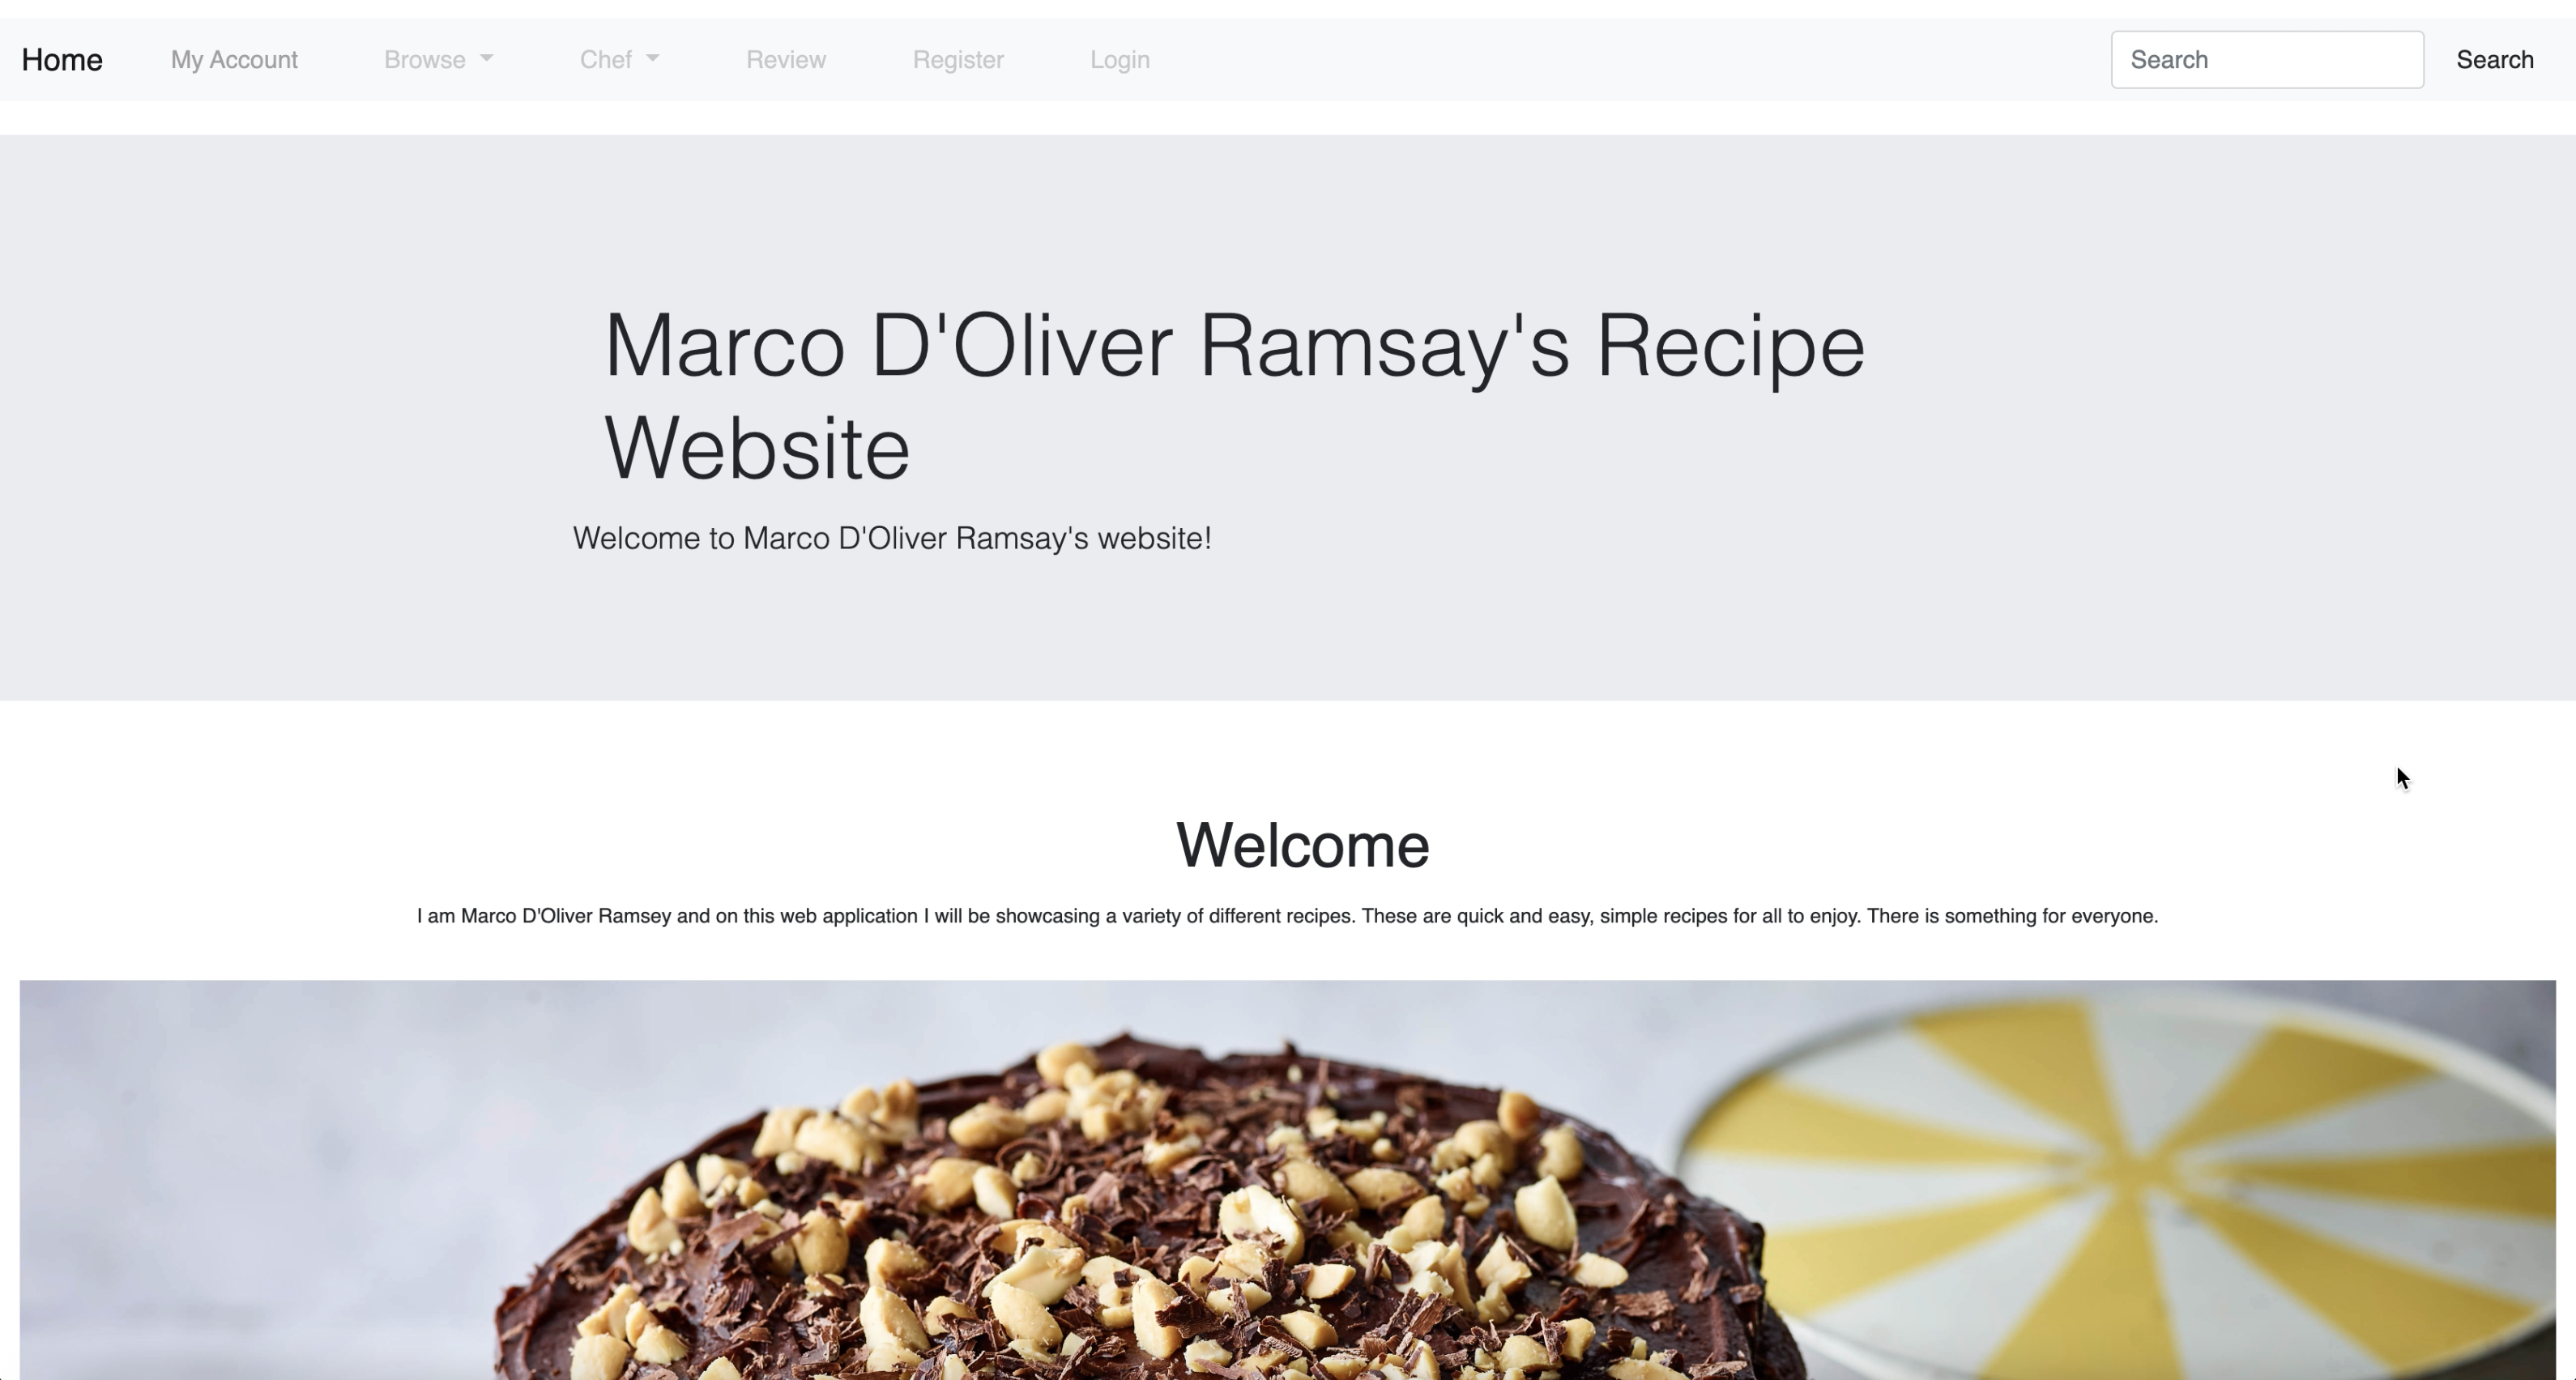 Home My Account Browse Chef Review Register Login Search Search
Marco D'Oliver Ramsay's Recipe
Website
Welcome to Marco D'Oliver Ramsay's website!
Welcome
I am Marco D'Oliver Ramsey and on this web application I will be showcasing a variety of different recipes. These are quick and easy, simple recipes for all to enjoy. There is something for everyone.